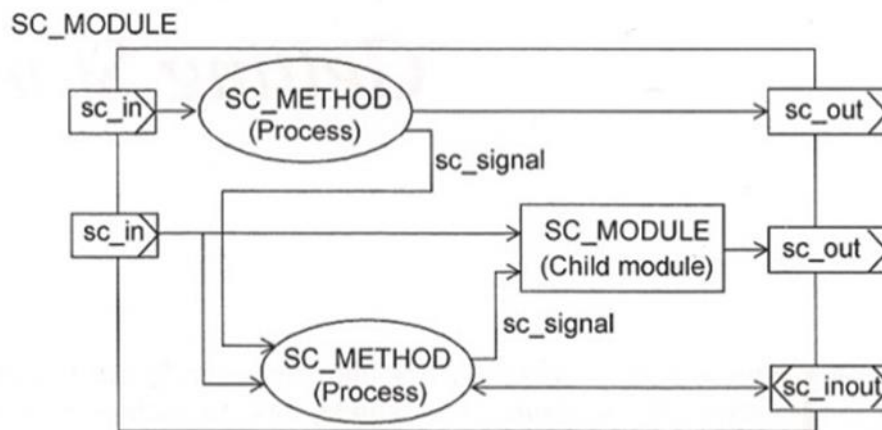 SC_MODULE
sc_in
SC_METHOD
(Process)
sc_out
sc_signal
sc_in
SC_MODULE
(Child module)
sc_out
sc_signal
SC_METHOD
(Process)
sc_inout